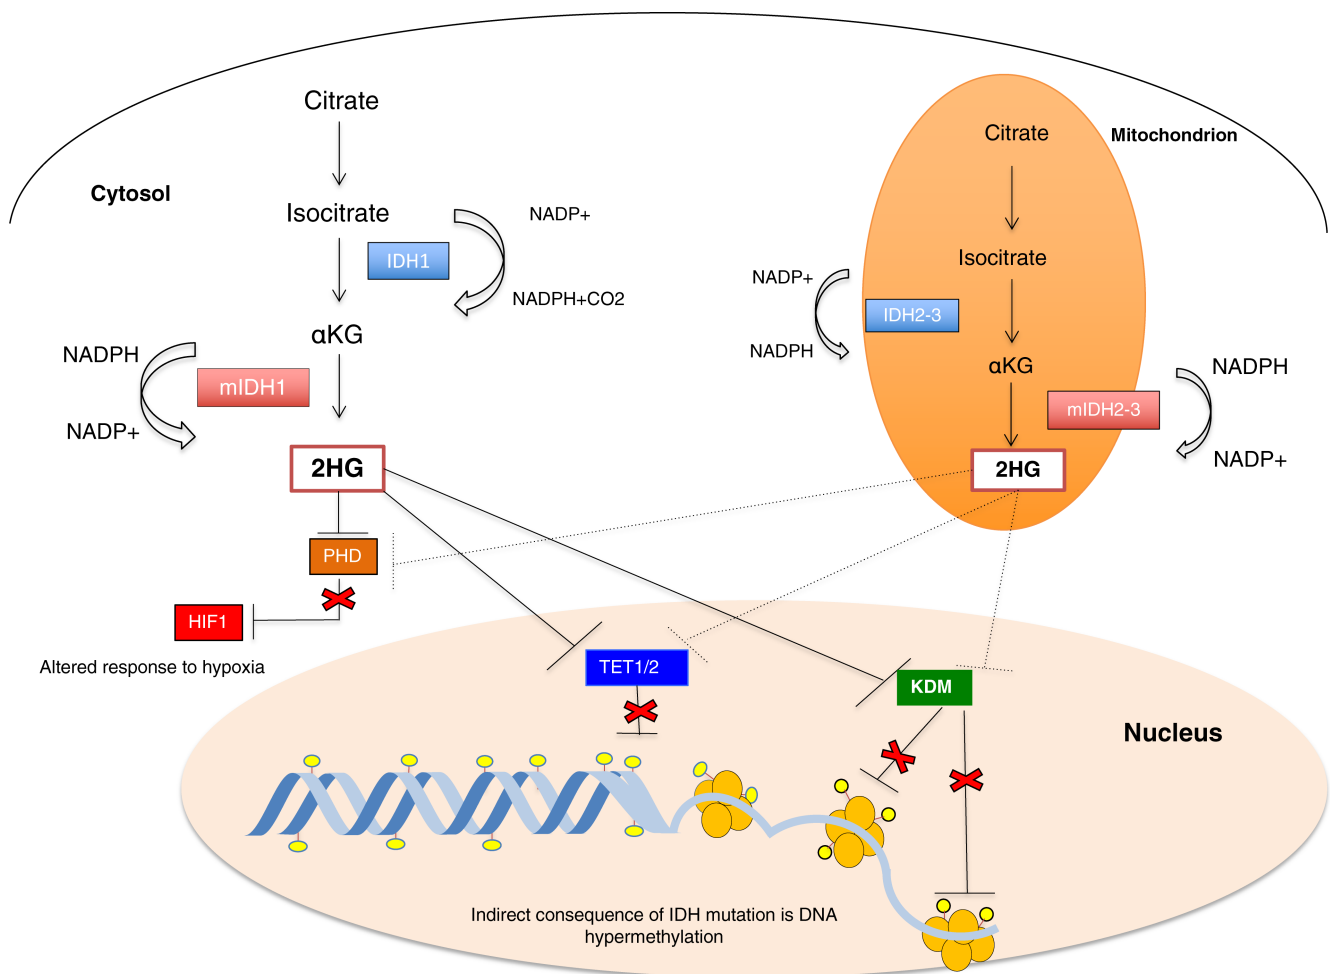 Citrate
Cytosol
Isocitrate
NADP+
IDH1
NADPH+CO2
αKG
NADPH
mIDH1
NADP+
2HG
PHD
HIF1
Altered response to hypoxia
Mitochondrion
Citrate
Isocitrate
NADP+
IDH2-3
NADPH
αKG
NADPH
mIDH2-3
NADP+
2HG
TET1/2
KDM
Nucleus
Indirect consequence of IDH mutation is DNA
hypermethylation